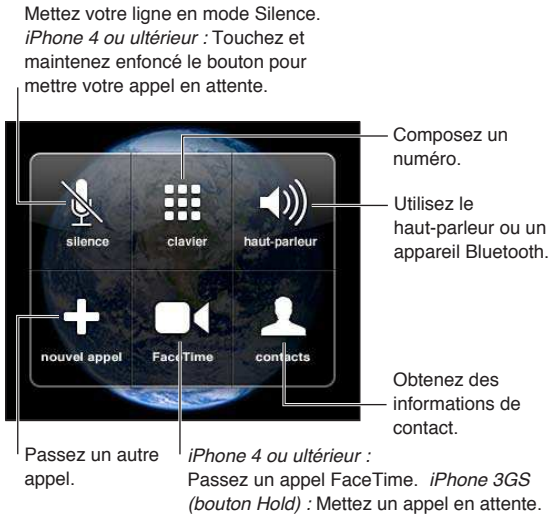 Mettez votre ligne en mode Silence.
iPhone 4 ou ultérieur : Touchez et
maintenez enfoncé le bouton pour
mettre votre appel en attente.
Composez un
numéro.
Utilisez le
haut-parleur ou un
appareil Bluetooth.
silence
clavier
haut-parleur
nouvel appel
FaceTime
contacts
Obtenez des
informations de
contact.
Passez un autre
appel.
iPhone 4 ou ultérieur :
Passez un appel FaceTime. iPhone 3GS
(bouton Hold) : Mettez un appel en attente.